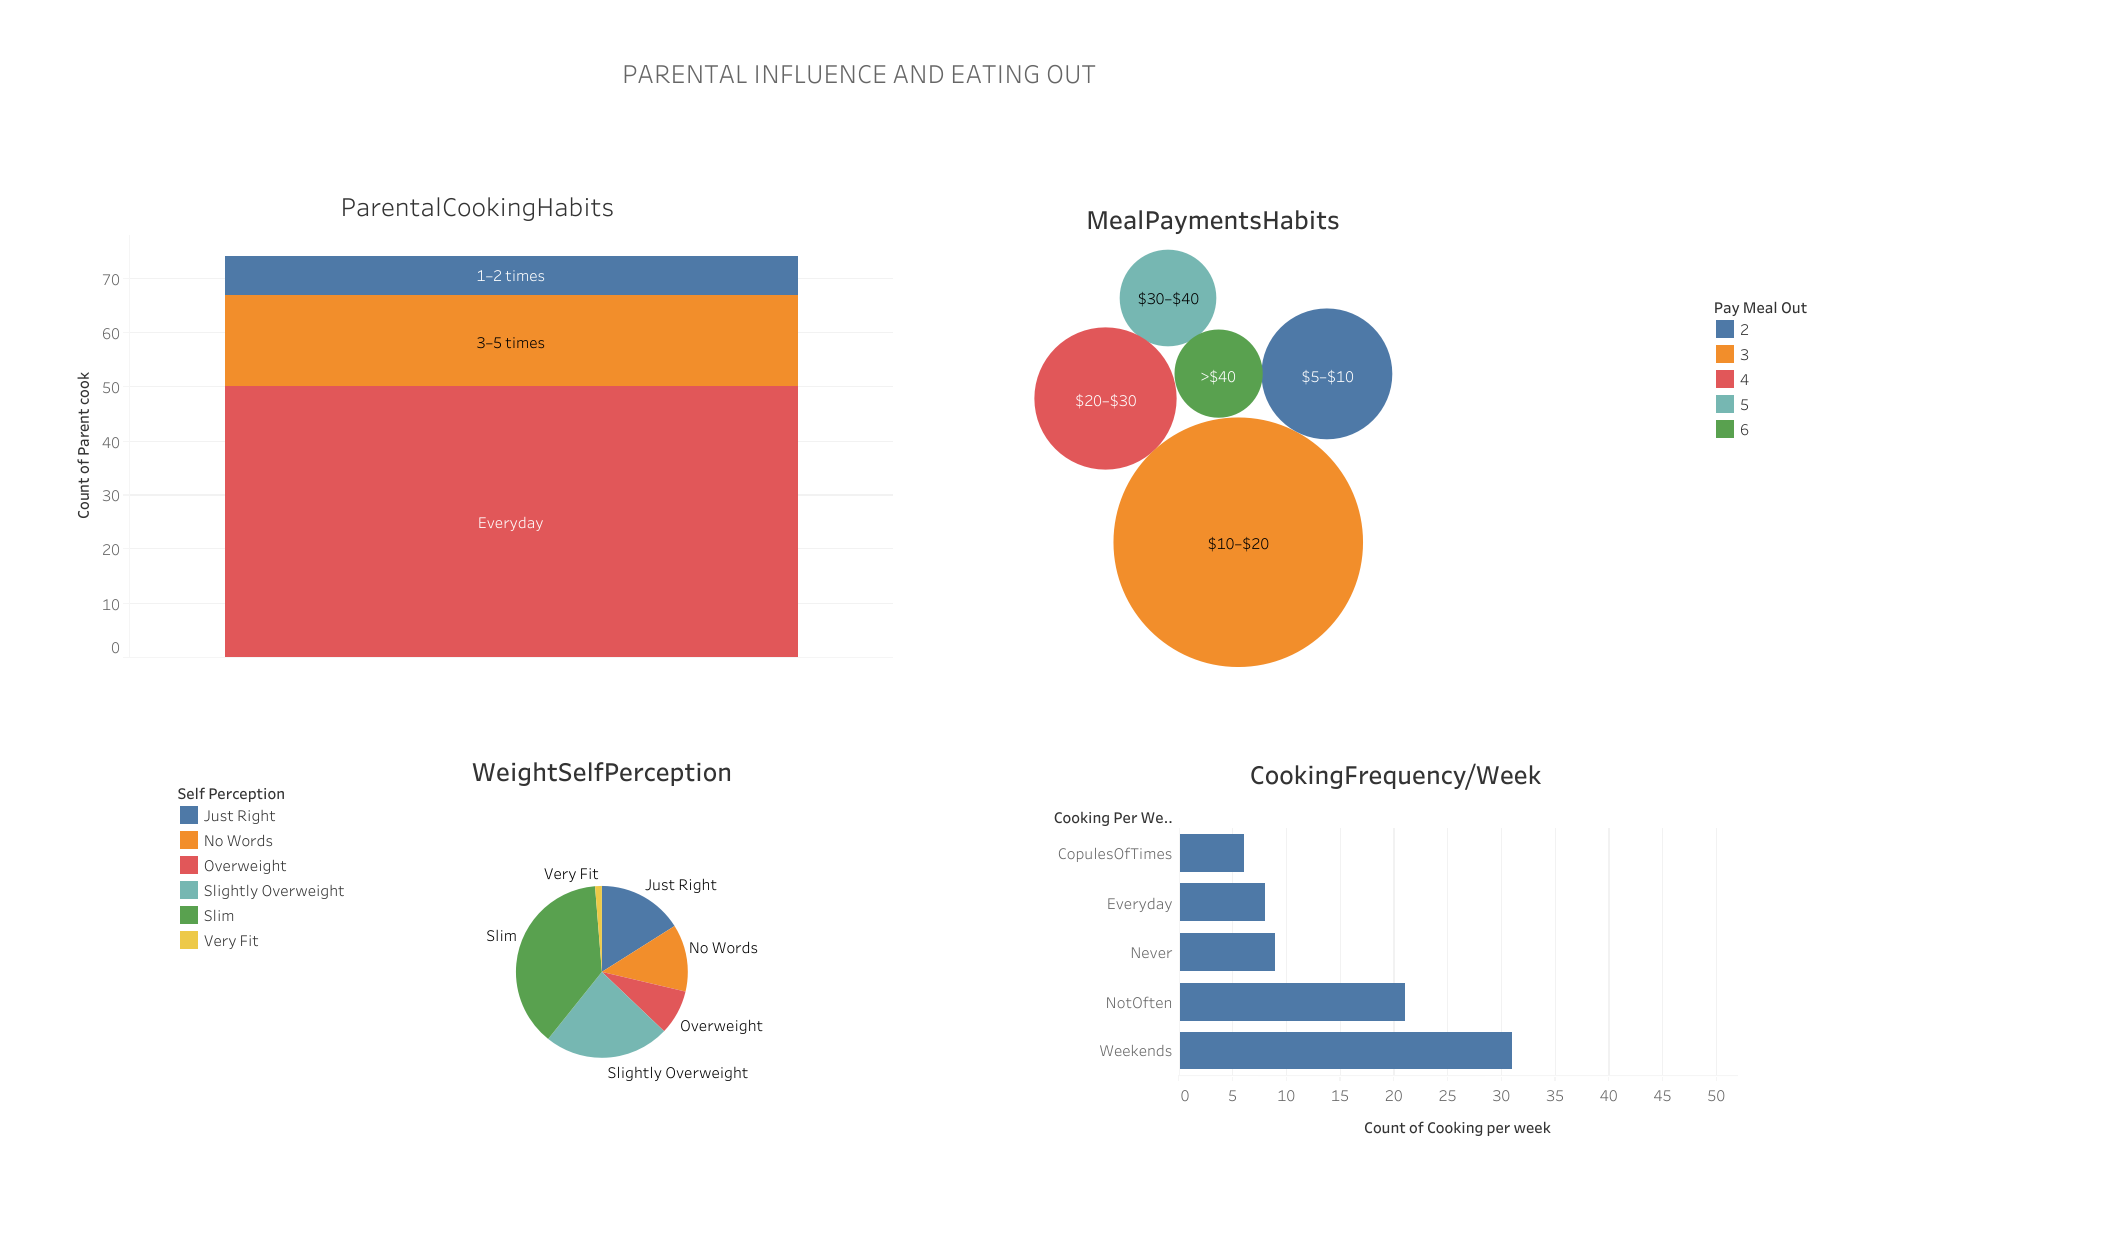 PARENTAL INFLUENCE AND EATING OUT
ParentalCookingHabits
70
60
50
40
30
20
10
0
Count of Parent cook
1–2 times
3–5 times
Everyday
MealPaymentsHabits
$30–$40
>$40
$5–$10
$20–$30
$10–$20
Pay Meal Out
2
3
4
5
6
WeightSelfPerception
Self Perception
Just Right
No Words
Overweight
Slightly Overweight
Slim
Very Fit
Very Fit
Just Right
Slim
No Words
Overweight
Slightly Overweight
CookingFrequency/Week
Cooking Per We..
CopulesOfTimes
Everyday
Never
NotOften
Weekends
0 5 10 15 20 25 30 35 40 45 50
Count of Cooking per week